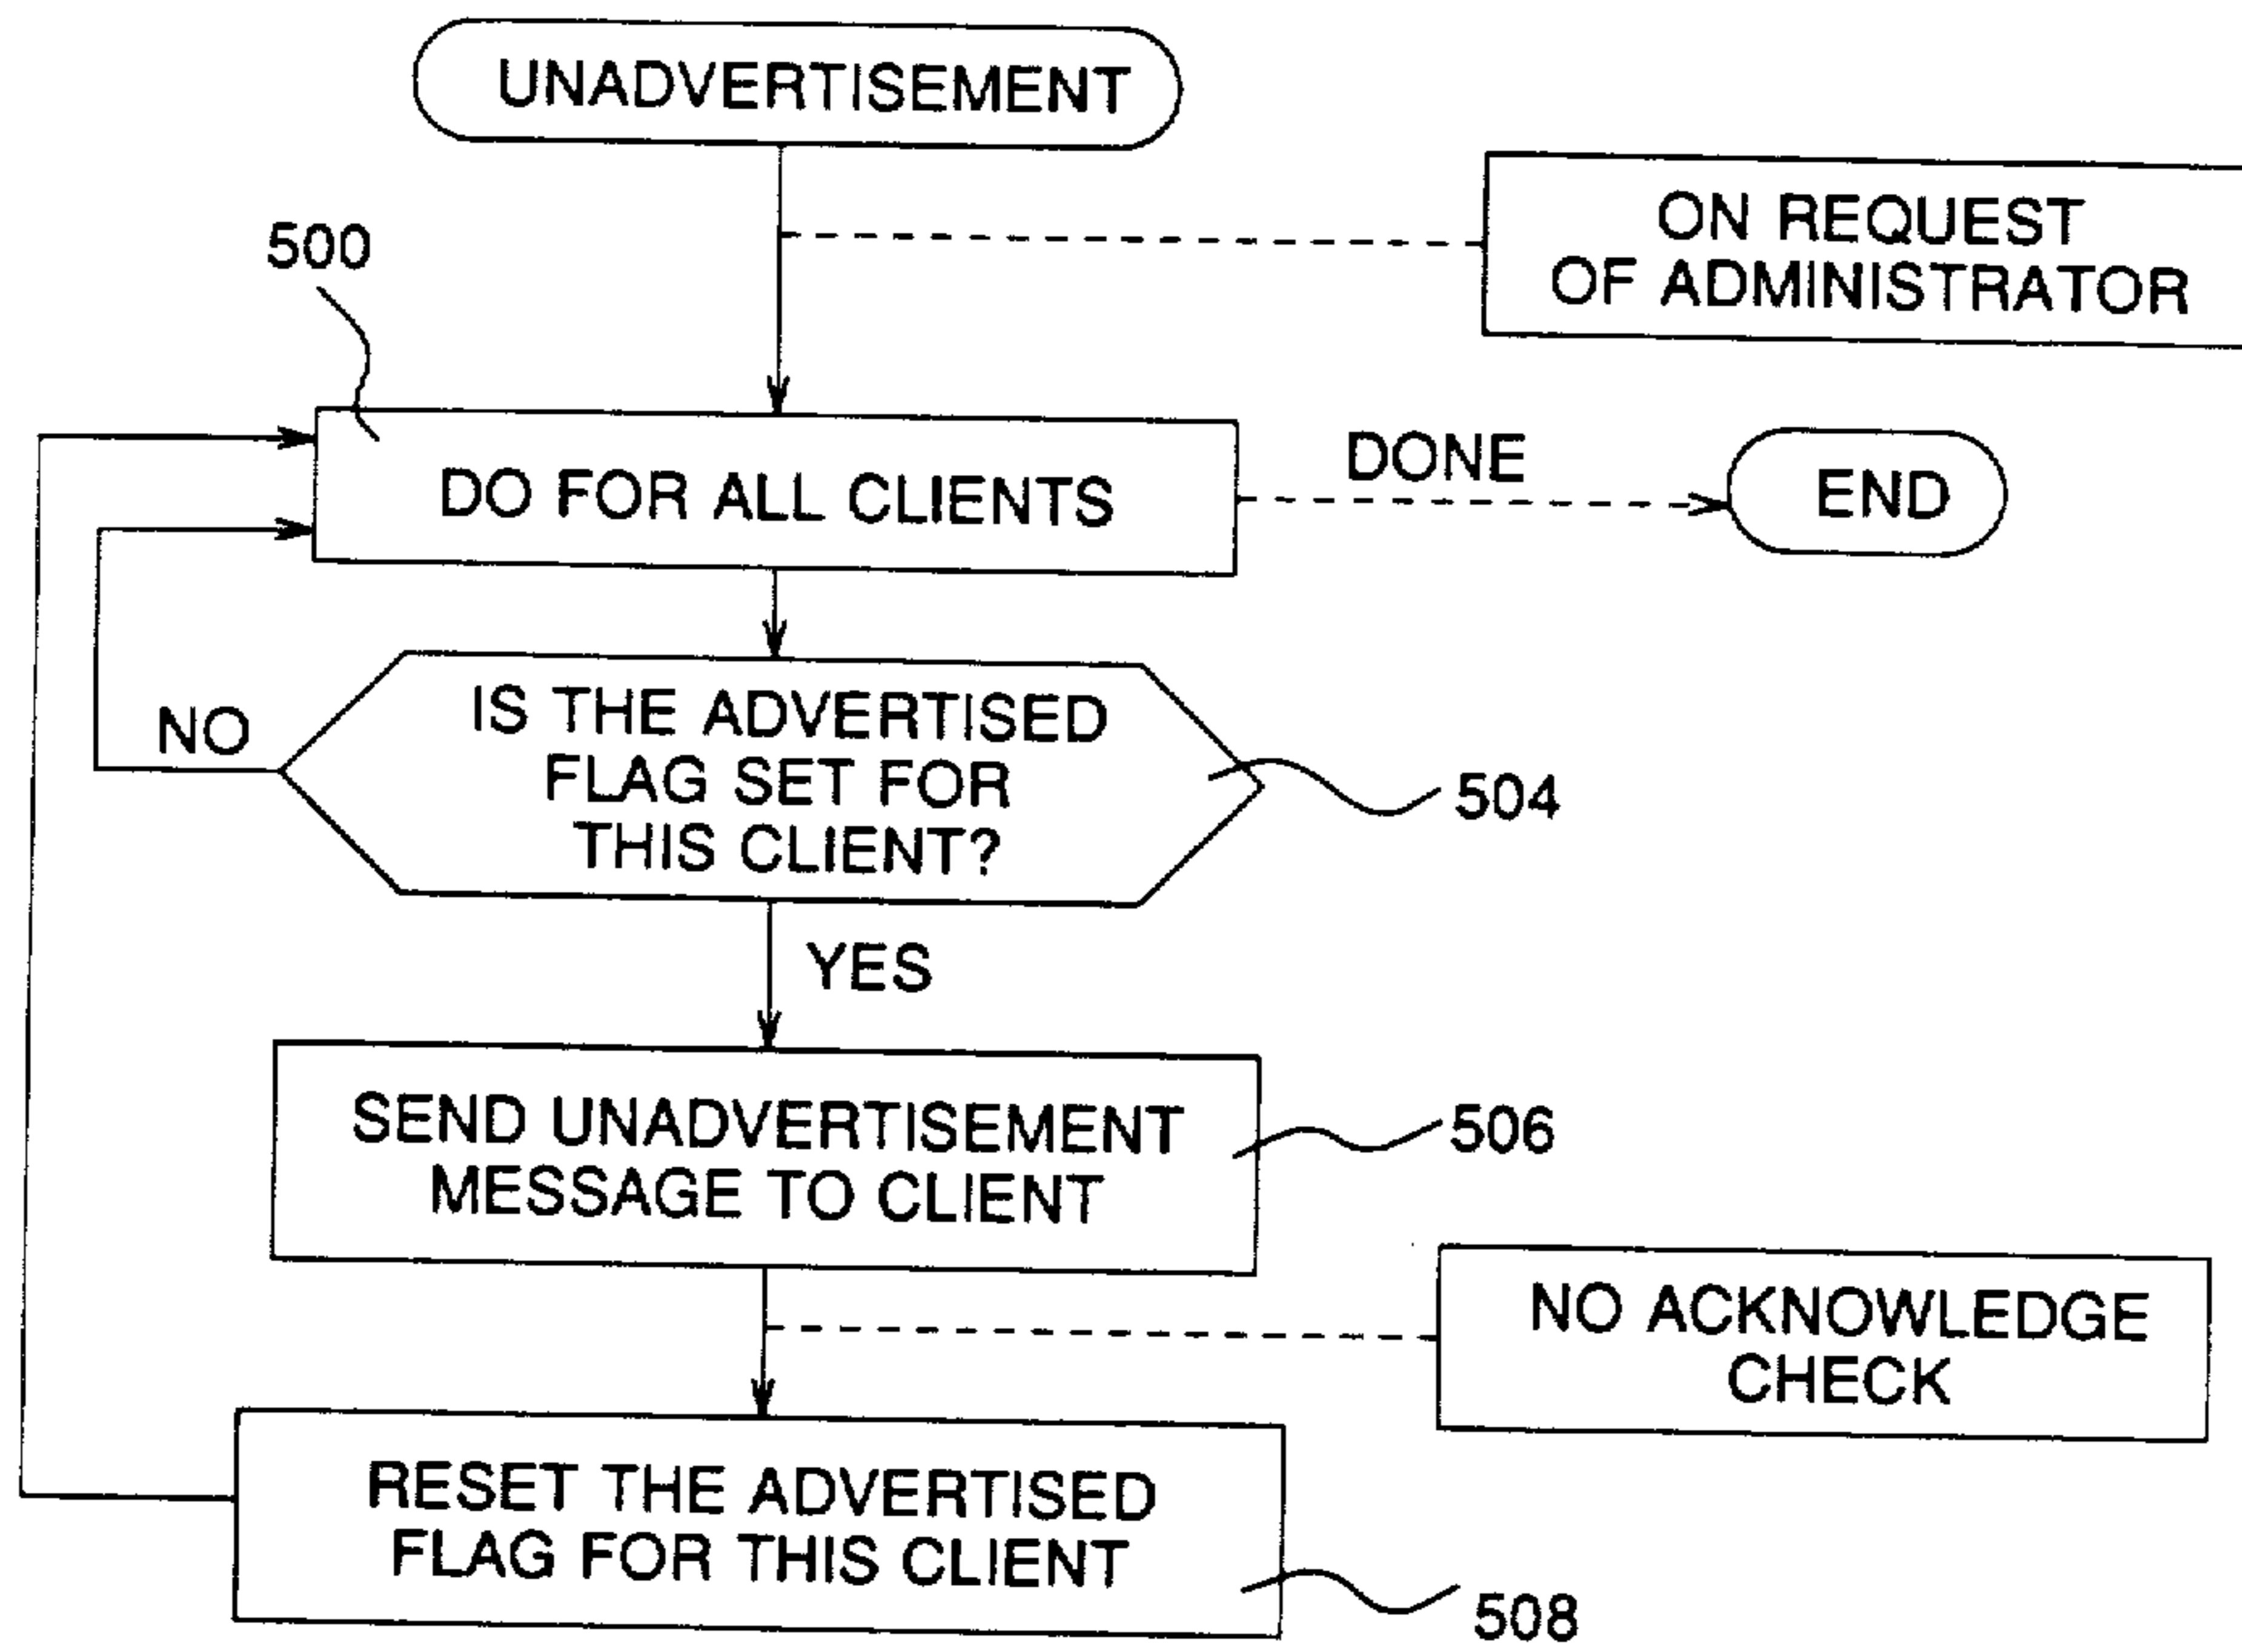 UNADVERTISEMENT
ON REQUEST
OF ADMINISTRATOR
500
DO FOR ALL CLIENTS
DONE
END
IS THE ADVERTISED
FLAG SET FOR
THIS CLIENT?
NO
504
YES
SEND UNADVERTISEMENT
MESSAGE TO CLIENT
506
NO ACKNOWLEDGE
CHECK
RESET THE ADVERTISED
FLAG FOR THIS CLIENT
508